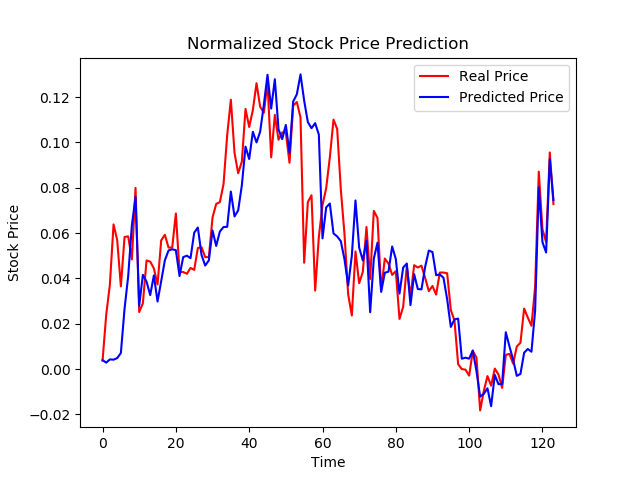 Normalized Stock Price Prediction
Real Price
Predicted Price
Stock Price
0.12
0.10
0.08
0.06
0.04
0.02
0.00
−0.02
0 20 40 60 80 100 120
Time